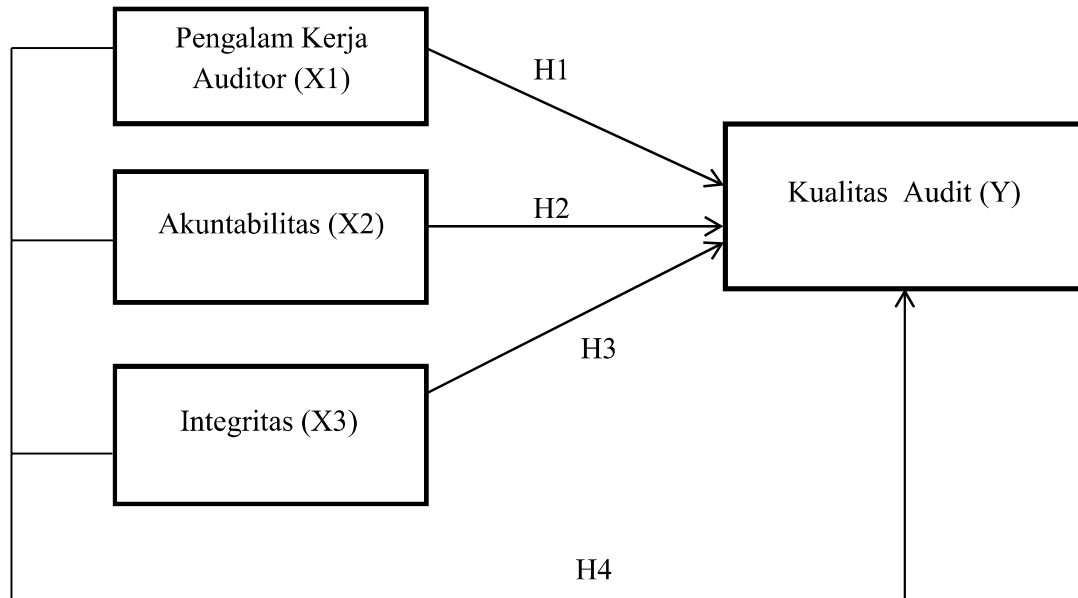 Pengalam Kerja
Auditor (X1)
H1
Kualitas Audit (Y)
Akuntabilitas (X2)
H2
H3
Integritas (X3)
H4